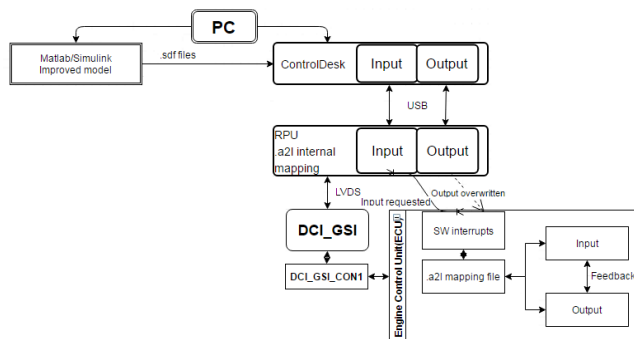 PC
Matlab/Simulink
Improved model
.sdf files
ControlDesk
Input
Output
USB
RPU
.a2l internal
mapping
Input
Output
LVDS
Input requested
Output overwritten
DCI_GSI
DCI_GSI_CON1
Engine Control Unit(ECU)
SW interrupts
.a2l mapping file
Input
Feedback
Output